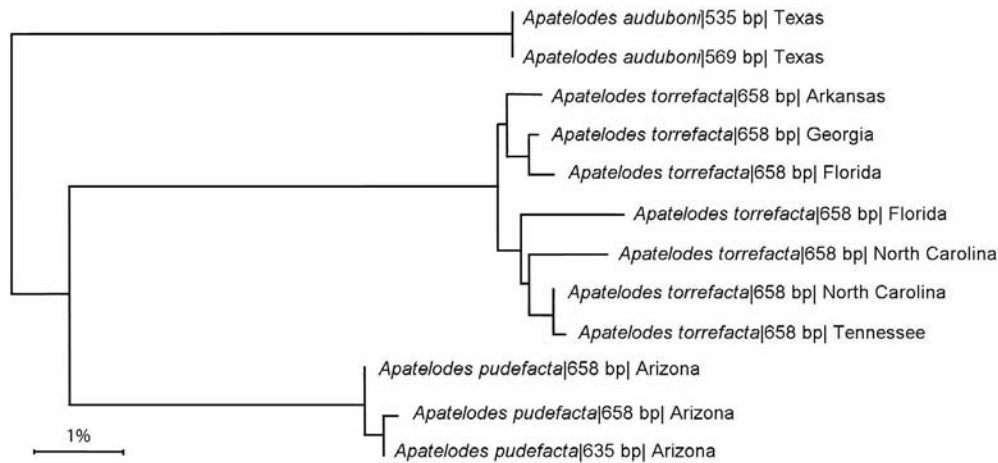 Apatelodes auduboni|535 bp| Texas
Apatelodes auduboni|569 bp| Texas
Apatelodes torrefacta|658 bp| Arkansas
Apatelodes torrefacta|658 bp| Georgia
Apatelodes torrefacta|658 bp| Florida
Apatelodes torrefacta|658 bp| Florida
Apatelodes torrefacta|658 bp| North Carolina
Apatelodes torrefacta|658 bp| North Carolina
Apatelodes torrefacta|658 bp| Tennessee
Apatelodes pudefacta|658 bp| Arizona
Apatelodes pudefacta|658 bp| Arizona
Apatelodes pudefacta|635 bp| Arizona
1%